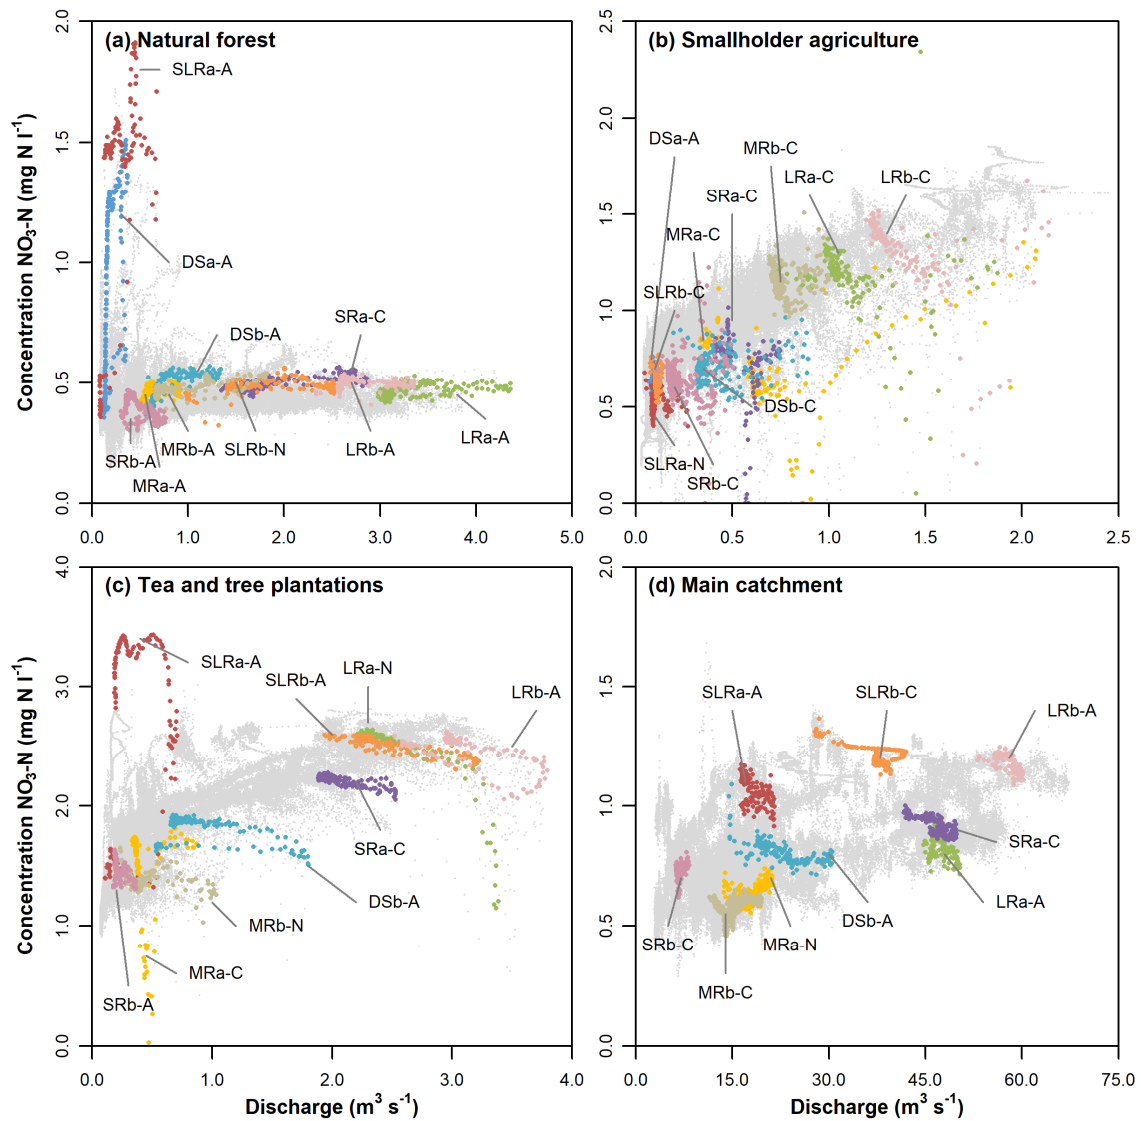 (a) Natural forest
SLRa-A
DSa-A
DSb-A
SRa-C
SRb-A
MRb-A
SLRb-N
LRb-A
LRa-A
MRa-A
0.0 0.5 1.0 1.5 2.0
0.0 1.0 2.0 3.0 4.0 5.0
Concentration NO3-N (mg N l-1)
(b) Smallholder agriculture
DSa-A
MRb-C
LRa-C
LRb-C
SRa-C
MRa-C
SLRb-C
DSb-C
SLRa-N
SRb-C
0.0 0.5 1.0 1.5 2.0 2.5
0.0 0.5 1.0 1.5 2.0 2.5
(c) Tea and tree plantations
SLRa-A
SLRb-A
LRa-N
LRb-A
SRa-C
DSb-A
MRb-N
MRa-C
SRb-A
0.0 1.0 2.0 3.0 4.0
0.0 1.0 2.0 3.0 4.0
Concentration NO3-N (mg N l-1)
Discharge (m3 s-1)
(d) Main catchment
SLRa-A
SLRb-C
LRb-A
SRa-C
LRa-A
DSb-A
MRa-N
SRb-C
MRb-C
0.0 0.5 1.0 1.5 2.0
0.0 15.0 30.0 45.0 60.0 75.0
Discharge (m3 s-1)